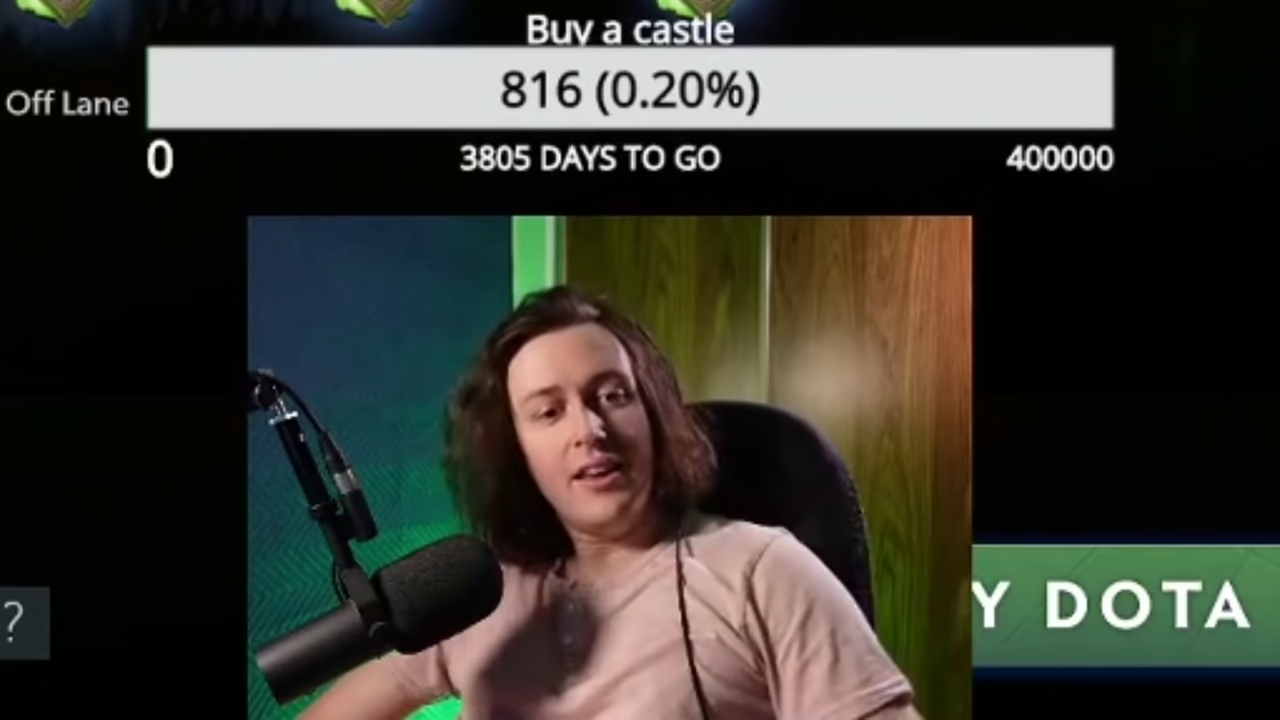 Buy a castle
816 (0.20%)
Off Lane
0 3805 DAYS TO GO 400000
Y DOTA
?